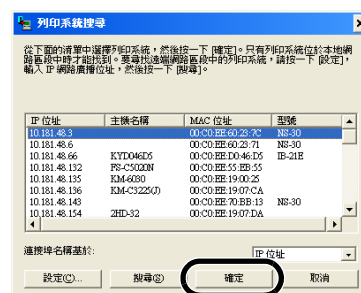 列印系統搜尋
從下面的清單中選擇列印系統，然後按一下 [確定]。只有列印系統位於本地網
路區段中時才能找到。要尋找遠端網路區段中的列印系統，請按一下 [設定]，
輸入 IP 網路廣播位址，然後按一下 [搜尋]。
IP 位址 主機名稱 MAC 位址 型號
10.181.48.3 00:C0:EE:60:23:7C NS-30
10.181.48.6 00:C0:EE:60:23:71 NS-30
10.181.48.66 KYD046D5 00:C0:EE:D0:46:D5 IB-21E
10.181.48.132 FS-C5020N 00:C0:EE:55:EB:55
10.181.48.135 KM-6030 00:C0:EE:19:00:25
10.181.48.136 KM-C3225(J) 00:C0:EE:19:07:CA
10.181.48.143 00:C0:EE:70:BB:13 NS-30
10.181.48.154 2HD-32 00:C0:EE:19:07:DA
連接埠名稱基於: IP 位址
設定(C)... 搜尋(S) 確定 取消